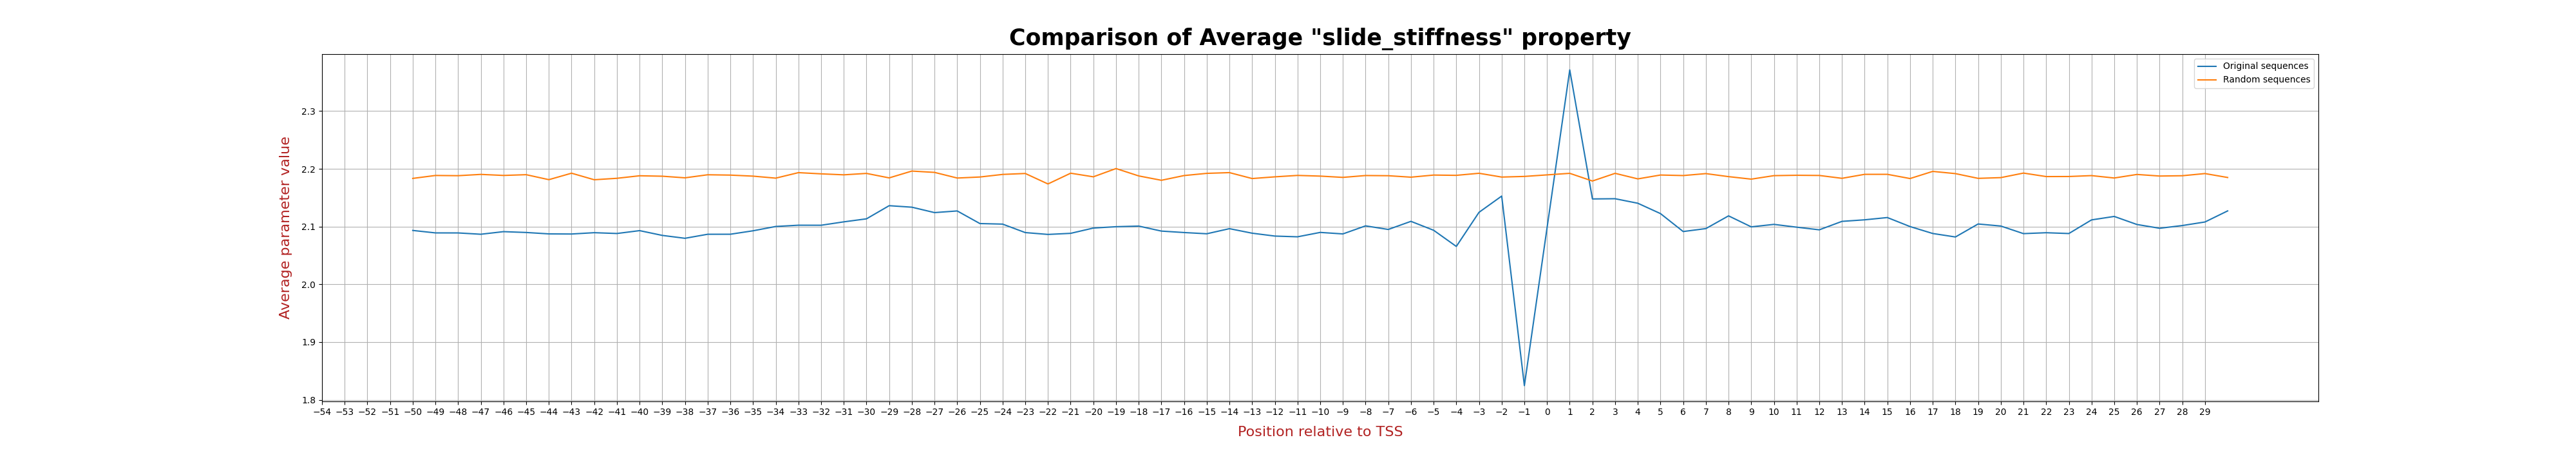 Comparison of Average "slide_stiffness" property
Original sequences
Random sequences
Average parameter value
2.3
2.2
2.1
2.0
1.9
1.8
−54 −53 −52 −51 −50 −49 −48 −47 −46 −45 −44 −43 −42 −41 −40 −39 −38 −37 −36 −35 −34 −33 −32 −31 −30 −29 −28 −27 −26 −25 −24 −23 −22 −21 −20 −19 −18 −17 −16 −15 −14 −13 −12 −11 −10 −9 −8 −7 −6 −5 −4 −3 −2 −1 0 1 2 3 4 5 6 7 8 9 10 11 12 13 14 15 16 17 18 19 20 21 22 23 24 25 26 27 28 29
Position relative to TSS